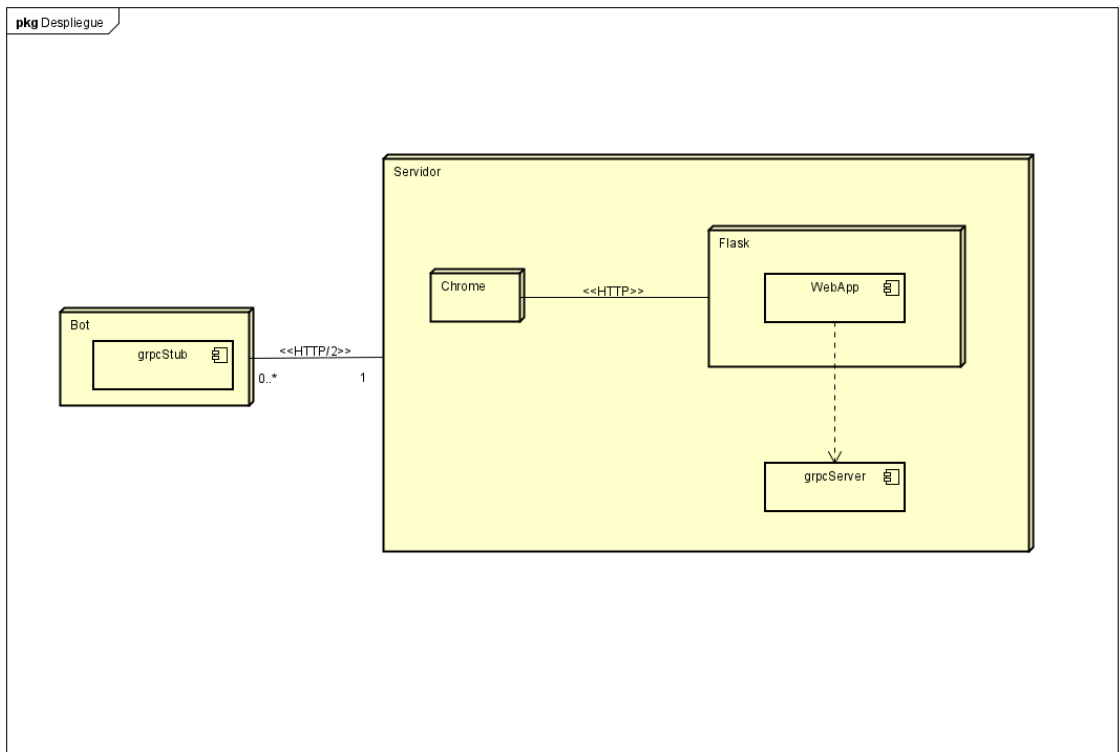 pkg Despliegue
Servidor
Flask
WebApp
Chrome
<<HTTP>>
Bot
grpcStub
<<HTTP/2>>
0..*
1
grpcServer